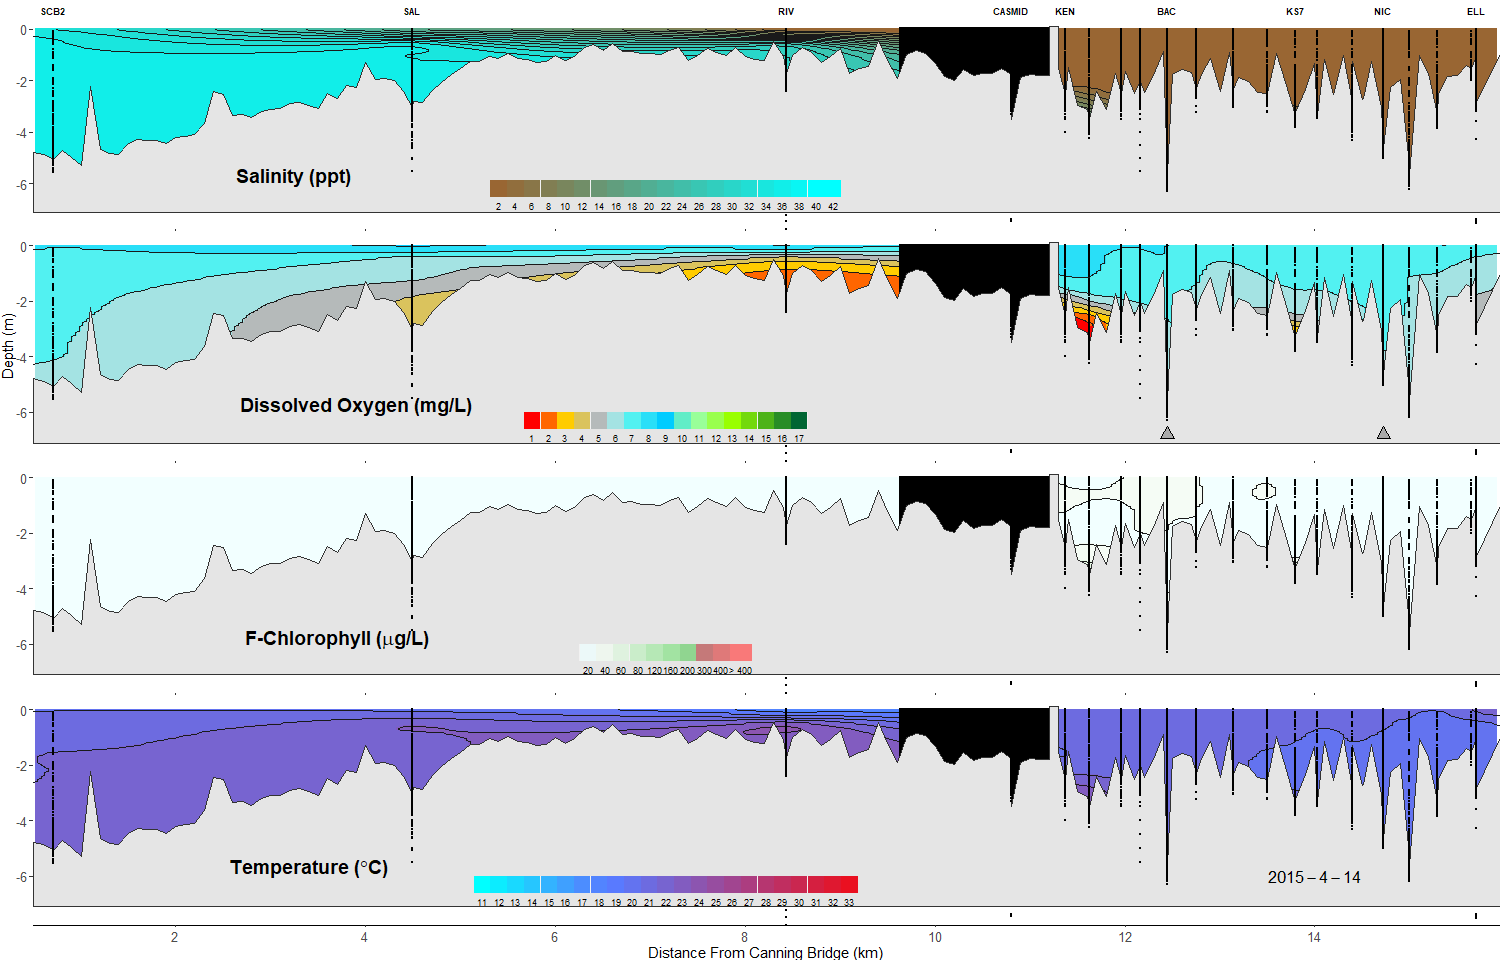 SCB2 SAL RIV CASMID KEN BAC KS7 NIC ELL
0
-2
-4
-6
Salinity (ppt)
2 4 6 8 10 12 14 16 18 20 22 24 26 28 30 32 34 36 38 40 42
0
-2
-4
-6
Depth (m)
Dissolved Oxygen (mg/L)
1 2 3 4 5 6 7 8 9 10 11 12 13 14 15 16 17
0
-2
-4
-6
F-Chlorophyll (μg/L)
20 40 60 80 120 160 200 300 400 > 400
0
-2
-4
-6
Temperature (°C)
11 12 13 14 15 16 17 18 19 20 21 22 23 24 25 26 27 28 29 30 31 32 33
2015 – 4 – 14
2 4 6 8 10 12 14
Distance From Canning Bridge (km)